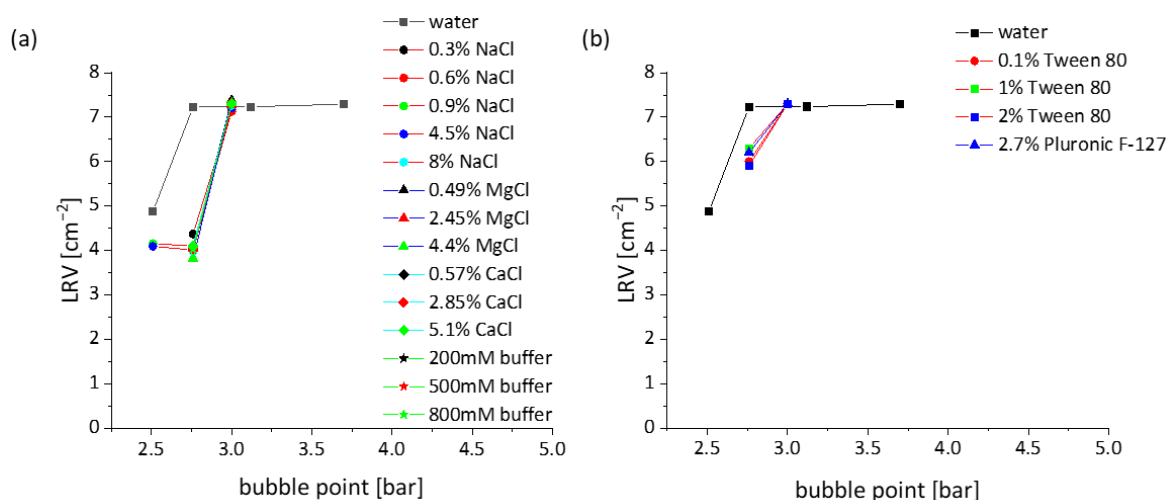 (a)
LRV [cm⁻²]
8
7
6
5
4
3
2
1
0
2.5 3.0 3.5 4.0 4.5 5.0
bubble point [bar]
water
0.3% NaCl
0.6% NaCl
0.9% NaCl
4.5% NaCl
8% NaCl
0.49% MgCl
2.45% MgCl
4.4% MgCl
0.57% CaCl
2.85% CaCl
5.1% CaCl
200mM buffer
500mM buffer
800mM buffer
(b)
LRV [cm⁻²]
8
7
6
5
4
3
2
1
0
2.5 3.0 3.5 4.0 4.5 5.0
bubble point [bar]
water
0.1% Tween 80
1% Tween 80
2% Tween 80
2.7% Pluronic F-127